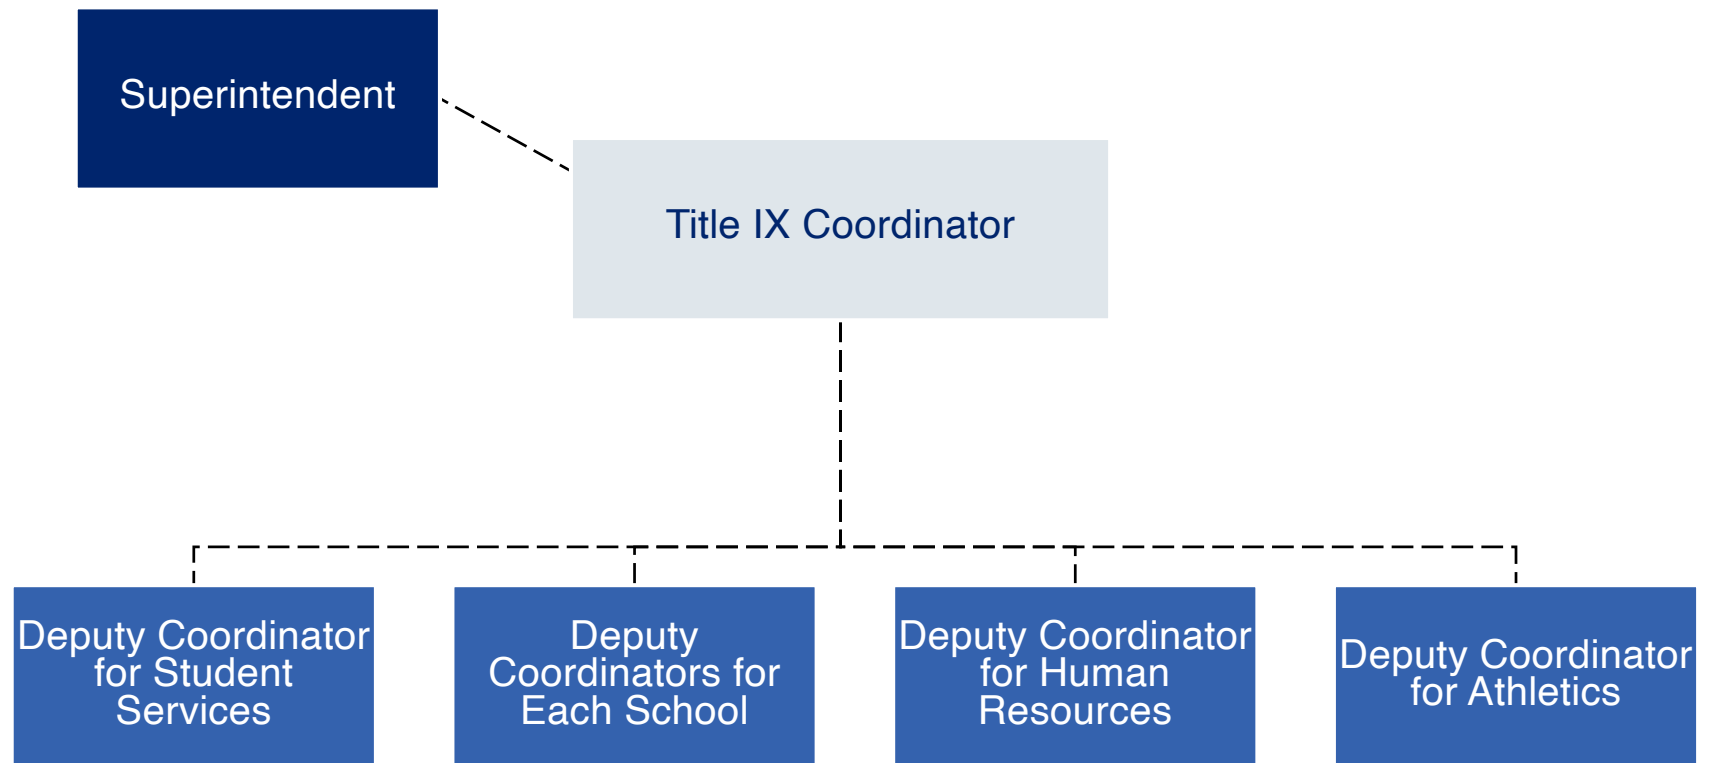 Superintendent
Title IX Coordinator
Deputy Coordinator
for Student
Services
Deputy
Coordinators for
Each School
Deputy Coordinator
for Human
Resources
Deputy Coordinator
for Athletics